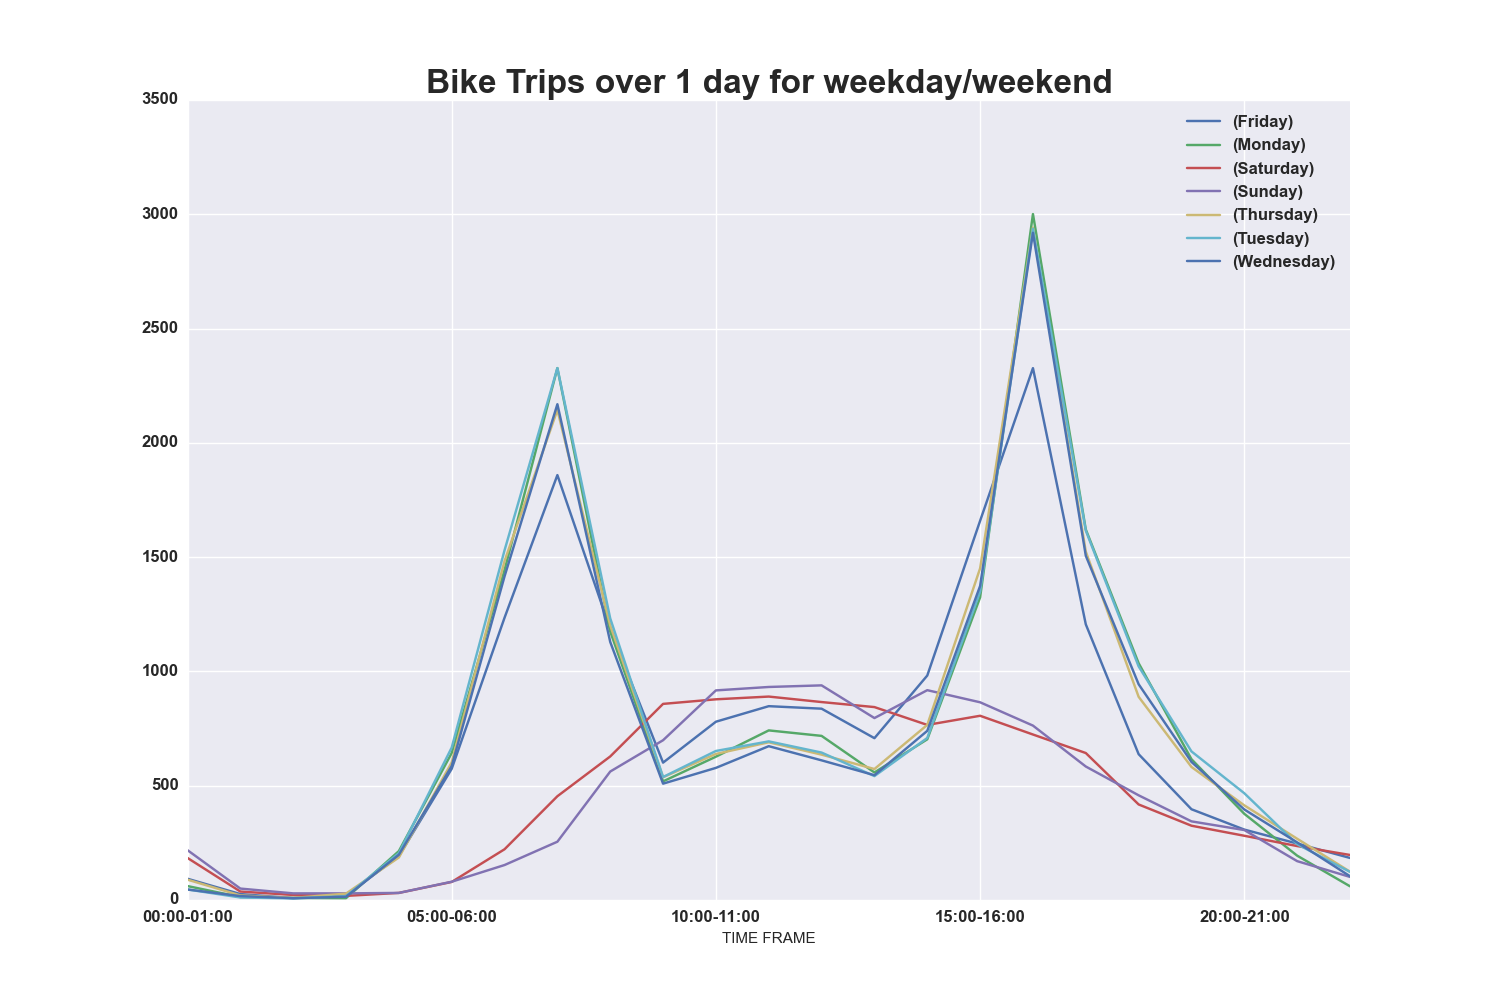 Bike Trips over 1 day for weekday/weekend
3500
3000
2500
2000
1500
1000
500
0
(Friday)
(Monday)
(Saturday)
(Sunday)
(Thursday)
(Tuesday)
(Wednesday)
00:00-01:00 05:00-06:00 10:00-11:00 15:00-16:00 20:00-21:00
TIME FRAME